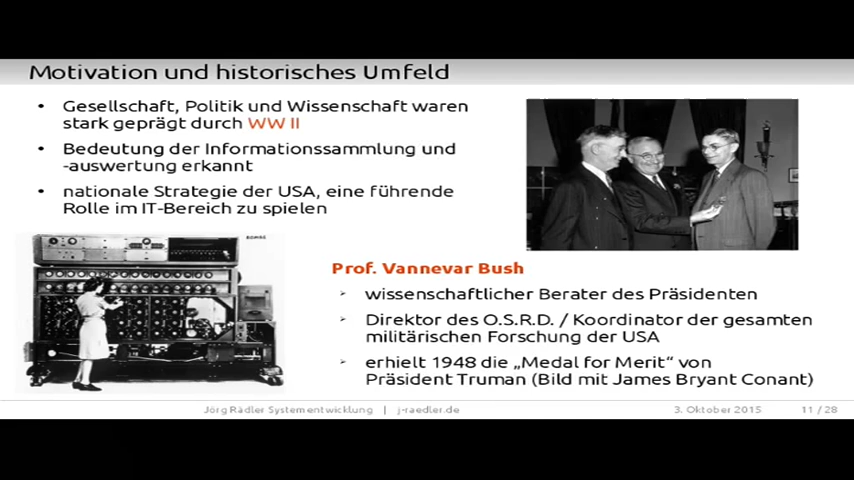 Motivation und historisches Umfeld
• Gesellschaft, Politik und Wissenschaft waren
stark geprägt durch WW II
• Bedeutung der Informationssammlung und
-auswertung erkannt
• nationale Strategie der USA, eine führende
Rolle im IT-Bereich zu spielen
BOMBE
Prof. Vannevar Bush
➢ wissenschaftlicher Berater des Präsidenten
➢ Direktor des O.S.R.D. / Koordinator der gesamten
militärischen Forschung der USA
➢ erhielt 1948 die „Medal for Merit“ von
Präsident Truman (Bild mit James Bryant Conant)
Jörg Rädler Systementwicklung | j-raedler.de 3. Oktober 2015 11 / 28